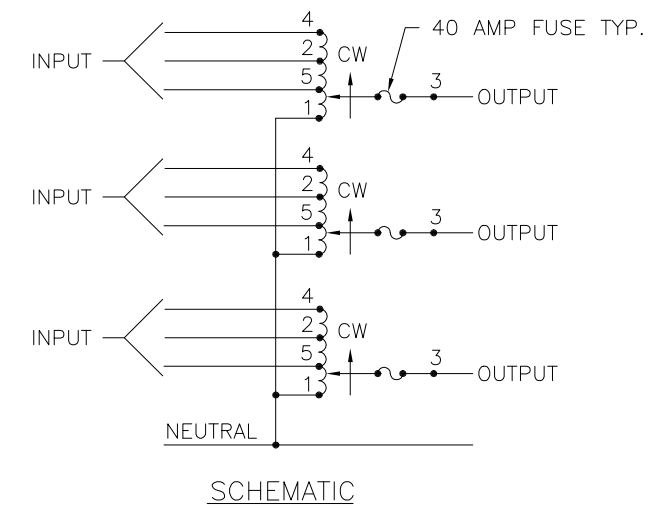 4
40 AMP FUSE TYP.
2
CW
INPUT
5
3
OUTPUT
1
4
2
CW
INPUT
5
3
OUTPUT
1
4
2
CW
INPUT
5
3
OUTPUT
1
NEUTRAL
SCHEMATIC